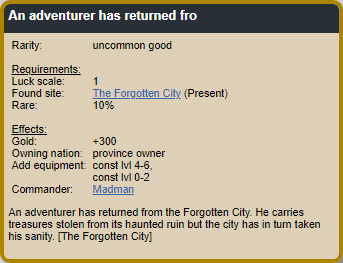 An adventurer has returned fro
Rarity: uncommon good
Requirements:
Luck scale: 1
Found site: The Forgotten City (Present)
Rare: 10%
Effects:
Gold: +300
Owning nation: province owner
Add equipment: const lvl 4-6,
const lvl 0-2
Commander: Madman
An adventurer has returned from the Forgotten City. He carries
treasures stolen from its haunted ruin but the city has in turn taken
his sanity. [The Forgotten City]